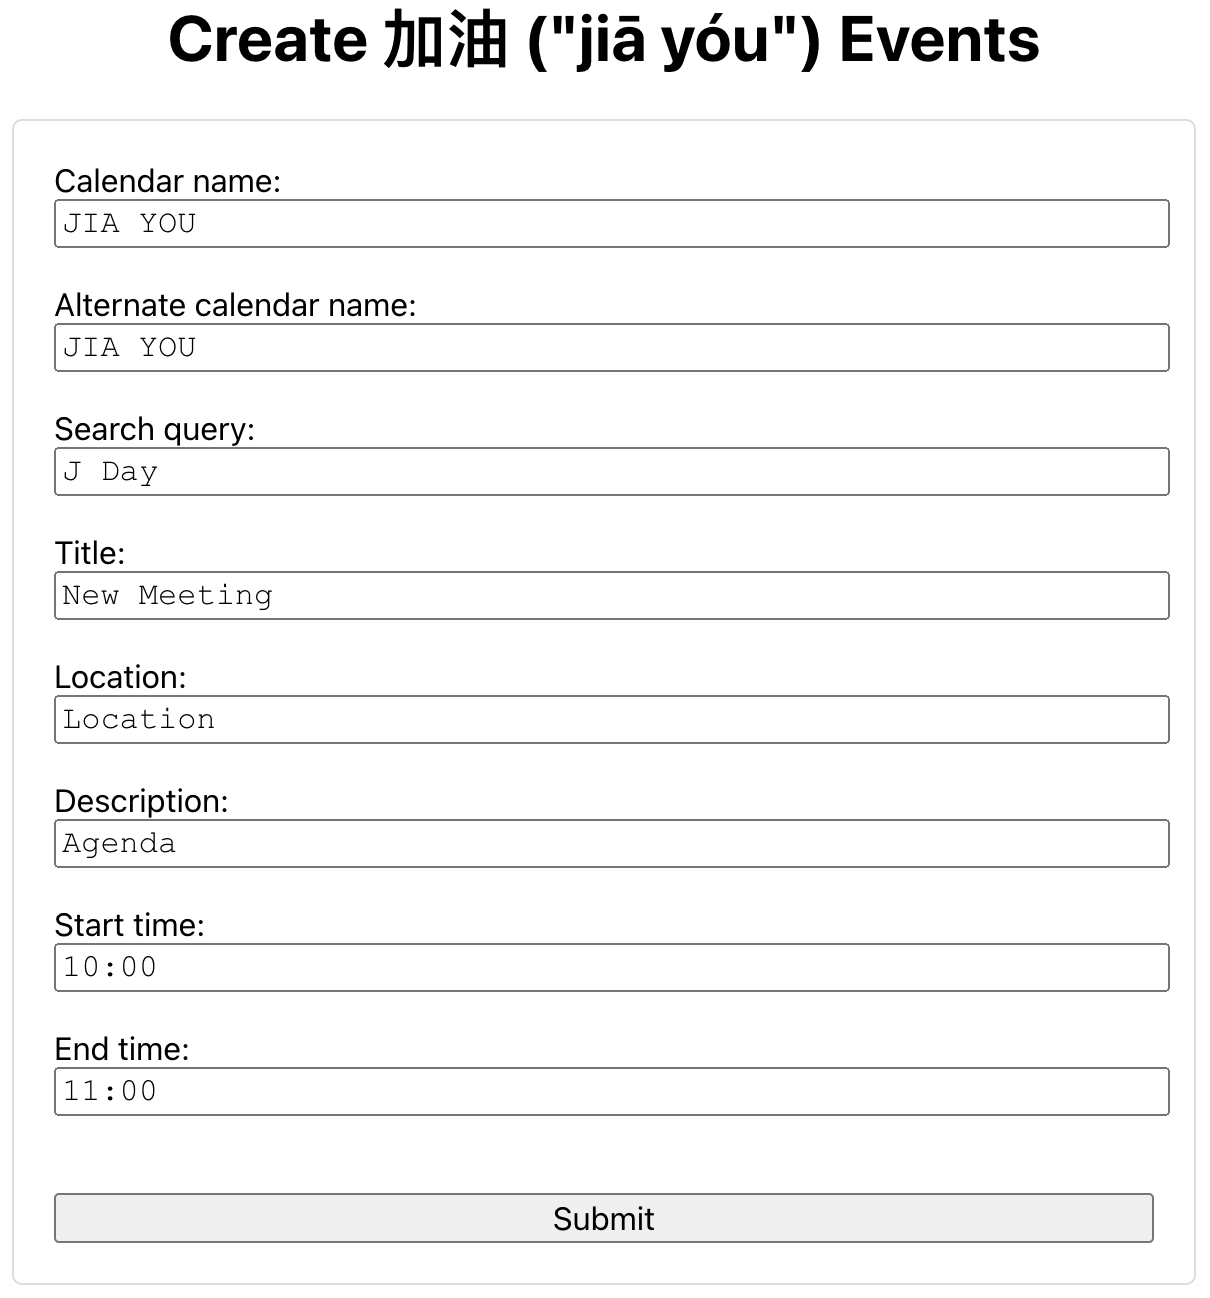 Create 加油 ("jiā yóu") Events
Calendar name:
JIA YOU
Alternate calendar name:
JIA YOU
Search query:
J Day
Title:
New Meeting
Location:
Location
Description:
Agenda
Start time:
10:00
End time:
11:00
Submit